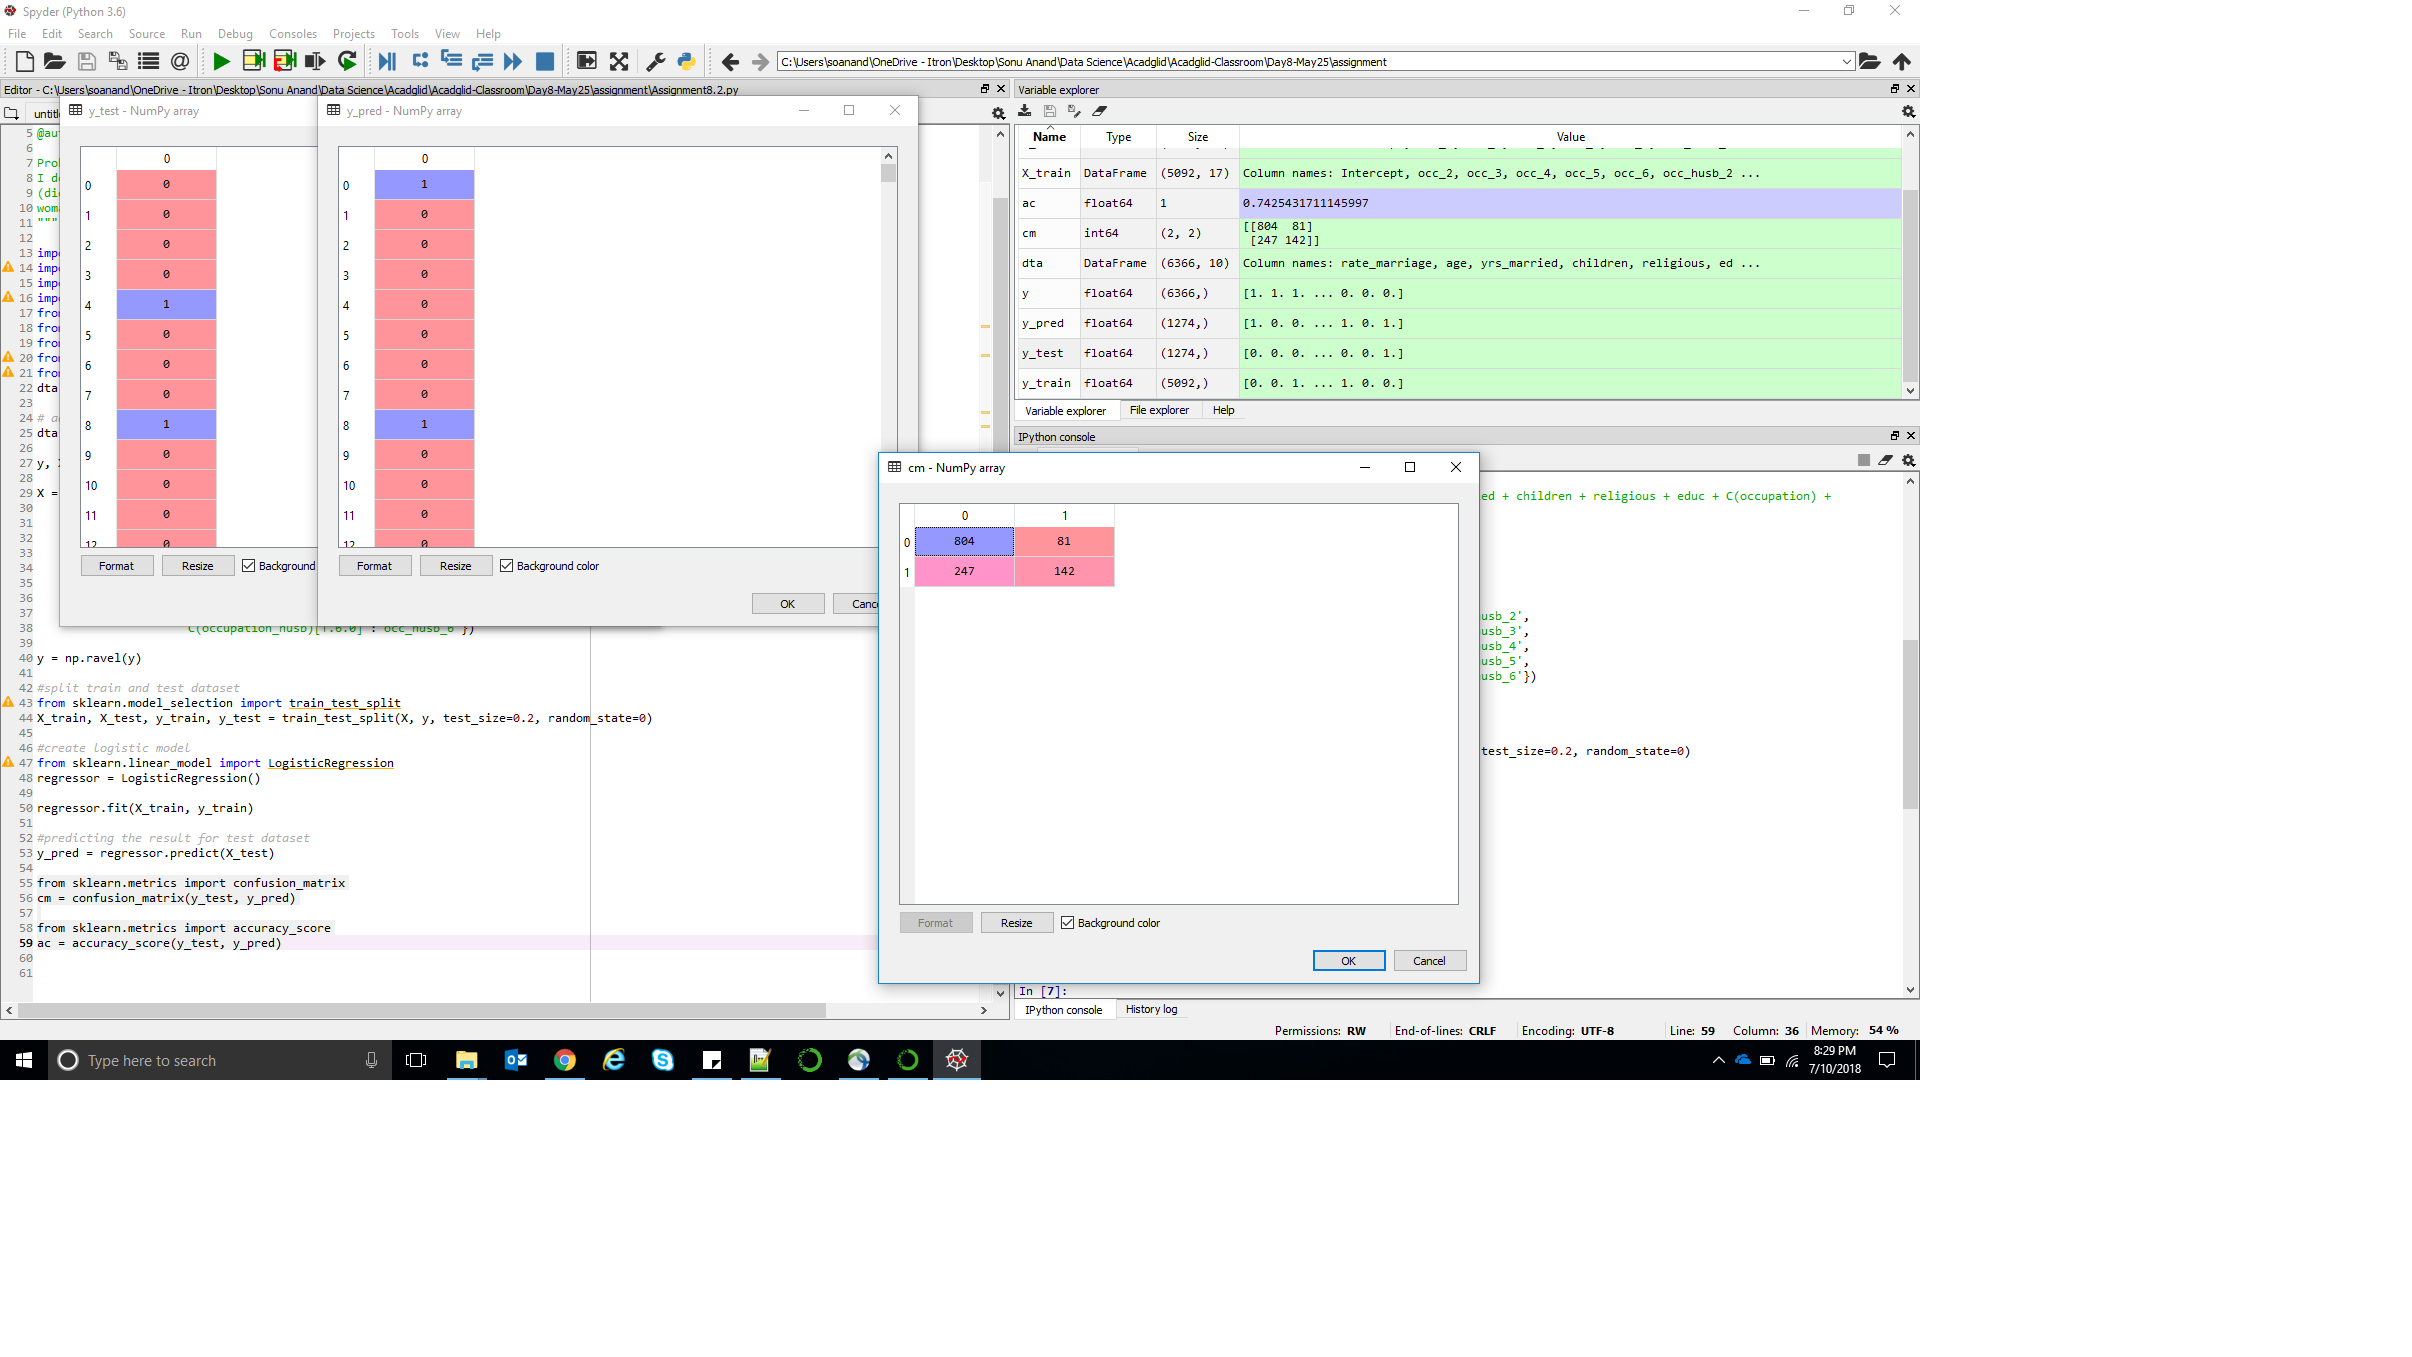 Spyder (Python 3.6)
File Edit Search Source Run Debug Consoles Projects Tools View Help
C:\Users\soanand\OneDrive - Itron\Desktop\Sonu Anand\Data Science\Acadglid\Acadglid-Classroom\Day8-May25\assignment
Editor - C:\Users\soanand\OneDrive - Itron\Desktop\Sonu Anand\Data Science\Acadglid\Acadglid-Classroom\Day8-May25\assignment\Assignment8.2.py
5 @au
6
7
8 I d
9 (di
10 wom
11 """
12
13 imp
14 imp
15 imp
16 imp
17 fro
18 fro
19 fro
20 fro
21 fro
22 dta
23
24 # a
25 dta
26
27 y,
28
29 X =
30
31
32
33
34
35
36
37
38
39
40 y = np.ravel(y)
41
42 #split train and test dataset
43 from sklearn.model_selection import train_test_split
44 X_train, X_test, y_train, y_test = train_test_split(X, y, test_size=0.2, random_state=0)
45
46 #create logistic model
47 from sklearn.linear_model import LogisticRegression
48 regressor = LogisticRegression()
49
50 regressor.fit(X_train, y_train)
51
52 #predicting the result for test dataset
53 y_pred = regressor.predict(X_test)
54
55 from sklearn.metrics import confusion_matrix
56 cm = confusion_matrix(y_test, y_pred)
57
58 from sklearn.metrics import accuracy_score
59 ac = accuracy_score(y_test, y_pred)
60
61
y_test - NumPy array
0
0 0
1 0
2 0
3 0
4 1
5 0
6 0
7 0
8 1
9 0
10 0
11 0
12 0
Format Resize Background
y_pred - NumPy array
0
0 1
1 0
2 0
3 0
4 0
5 0
6 0
7 0
8 1
9 0
10 0
11 0
12 0
Format Resize Background color
OK Canc
Variable explorer
Name Type Size Value
X_train DataFrame (5092, 17) Column names: Intercept, occ_2, occ_3, occ_4, occ_5, occ_6, occ_husb_2 ...
ac float64 1 0.7425431711145997
cm int64 (2, 2) [[804 81]
[247 142]]
dta DataFrame (6366, 10) Column names: rate_marriage, age, yrs_married, children, religious, ed ...
y float64 (6366,) [1. 1. 1. ... 0. 0. 0.]
y_pred float64 (1274,) [1. 0. 0. ... 1. 0. 1.]
y_test float64 (1274,) [0. 0. 0. ... 0. 0. 1.]
y_train float64 (5092,) [0. 0. 1. ... 1. 0. 0.]
Variable explorer File explorer Help
IPython console
ed + children + religious + educ + C(occupation) +
usb_2',
usb_3',
usb_4',
usb_5',
usb_6'})
test_size=0.2, random_state=0)
In [7]:
IPython console History log
cm - NumPy array
0 1
0 804 81
1 247 142
Format Resize Background color
OK Cancel
Permissions: RW End-of-lines: CRLF Encoding: UTF-8 Line: 59 Column: 36 Memory: 54 %
Type here to search
8:29 PM
7/10/2018